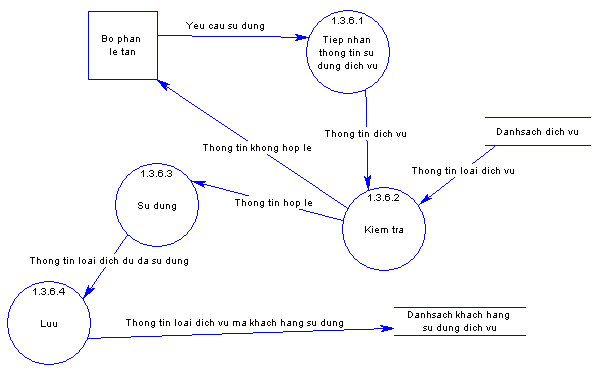 Bo phan
le tan
Yeu cau su dung
1.3.6.1
Tiep nhan
thong tin su
dung dich vu
Thong tin dich vu
Danhsach dich vu
Thong tin khong hop le
Thong tin loai dich vu
1.3.6.3
Su dung
Thong tin hop le
1.3.6.2
Kiem tra
Thong tin loai dich du da su dung
1.3.6.4
Luu
Thong tin loai dich vu ma khach hang su dung
Danhsach khach hang
su dung dich vu